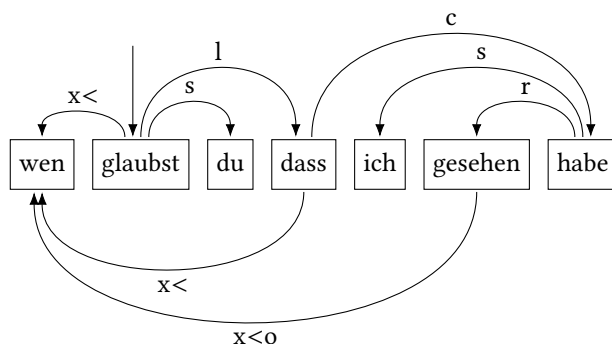 c
l s
x< s r
wen glaubst du dass ich gesehen habe
x<
x<o